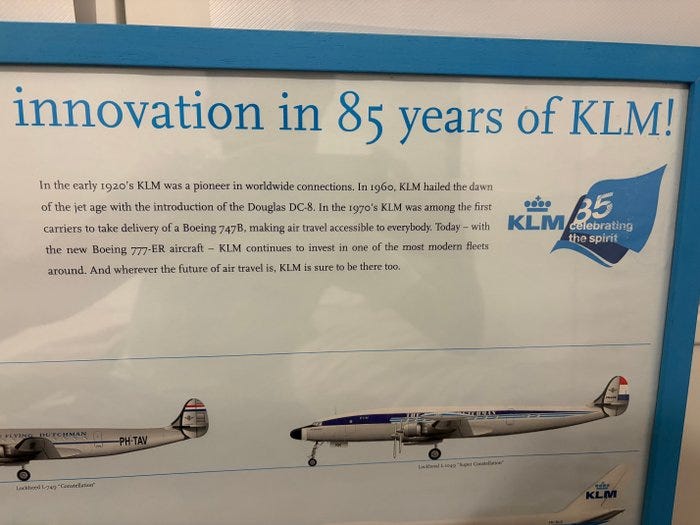 innovation in 85 years of KLM!
In the early 1920's KLM was a pioneer in worldwide connections. In 1960, KLM hailed the dawn
of the jet age with the introduction of the Douglas DC-8. In the 1970's KLM was among the first
carriers to take delivery of a Boeing 747B, making air travel accessible to everybody. Today – with
the new Boeing 777-ER aircraft – KLM continues to invest in one of the most modern fleets
around. And wherever the future of air travel is, KLM is sure to be there too.
KLM
85
celebrating
the spirit
FLYING DUTCHMAN
PH-TAV
Lockheed L-749 "Constellation"
Lockheed L-1049 "Super Constellation"
KLM